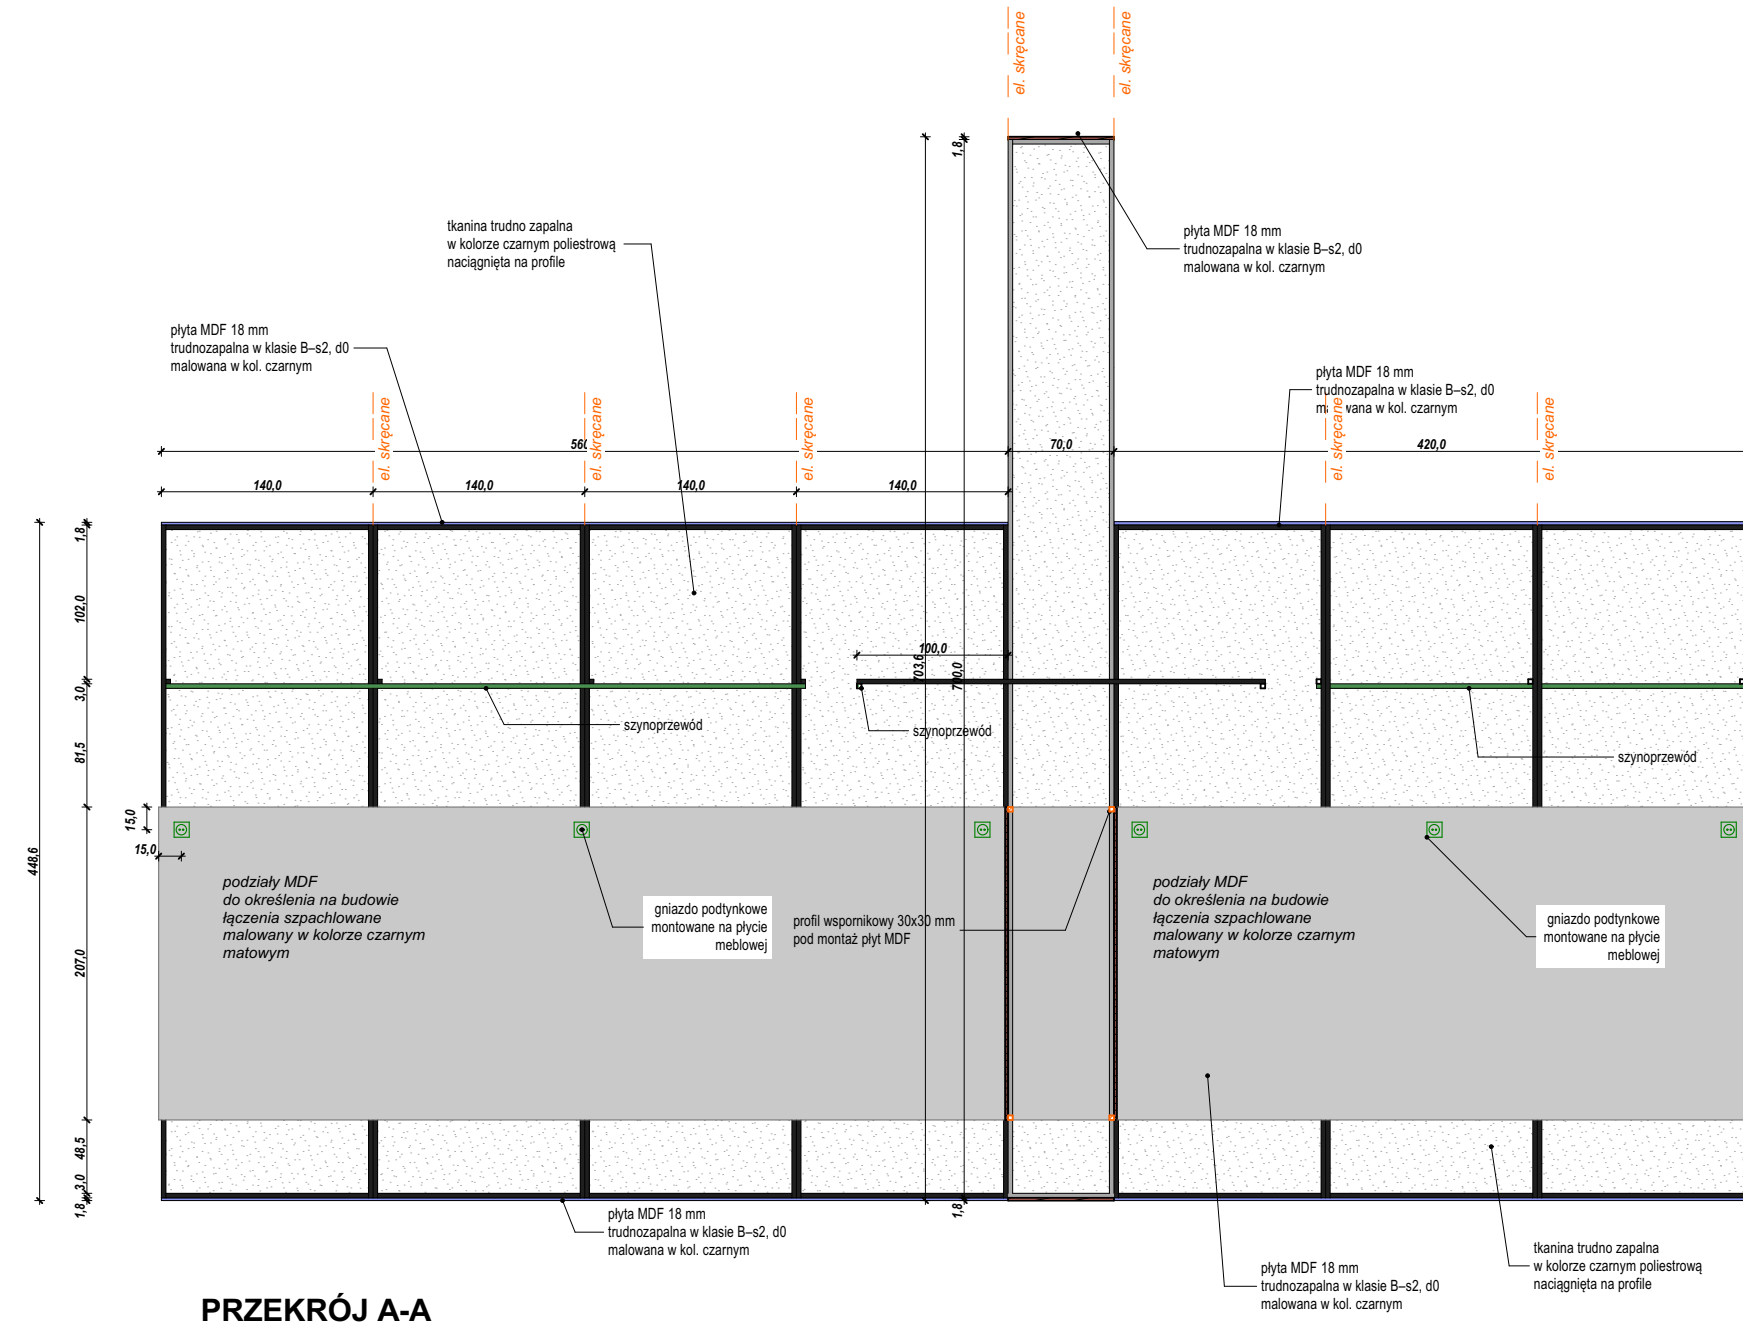 el. skręcane
el. skręcane
1,8
płyta MDF 18 mm
trudnozapalna w klasie B–s2, d0
malowana w kol. czarnym
tkanina trudno zapalna
w kolorze czarnym poliestrową
naciągnięta na profile
płyta MDF 18 mm
trudnozapalna w klasie B–s2, d0
malowana w kol. czarnym
płyta MDF 18 mm
trudnozapalna w klasie B–s2, d0
kol. czarnym
el. skręcane
el. skręcane
el. skręcane
el. skręcane
el. skręcane
70,0
420,0
140,0
140,0
140,0
140,0
1,8
102,0
3,0
81,5
15,0
15,0
448,6
207,0
48,5
3,0
1,8
100,0
703,6
700,0
szynoprzewód
szynoprzewód
szynoprzewód
podziały MDF
do określenia na budowie
łączenia szpachlowane
malowany w kolorze czarnym
matowym
gniazdo podtynkowe
montowane na płycie
meblowej
profil wspornikowy 30x30 mm
pod montaż płyt MDF
podziały MDF
do określenia na budowie
łączenia szpachlowane
malowany w kolorze czarnym
matowym
gniazdo podtynkowe
montowane na płycie
meblowej
1,8
płyta MDF 18 mm
trudnozapalna w klasie B–s2, d0
malowana w kol. czarnym
płyta MDF 18 mm
trudnozapalna w klasie B–s2, d0
malowana w kol. czarnym
tkanina trudno zapalna
w kolorze czarnym poliestrową
naciągnięta na profile
PRZEKRÓJ A-A